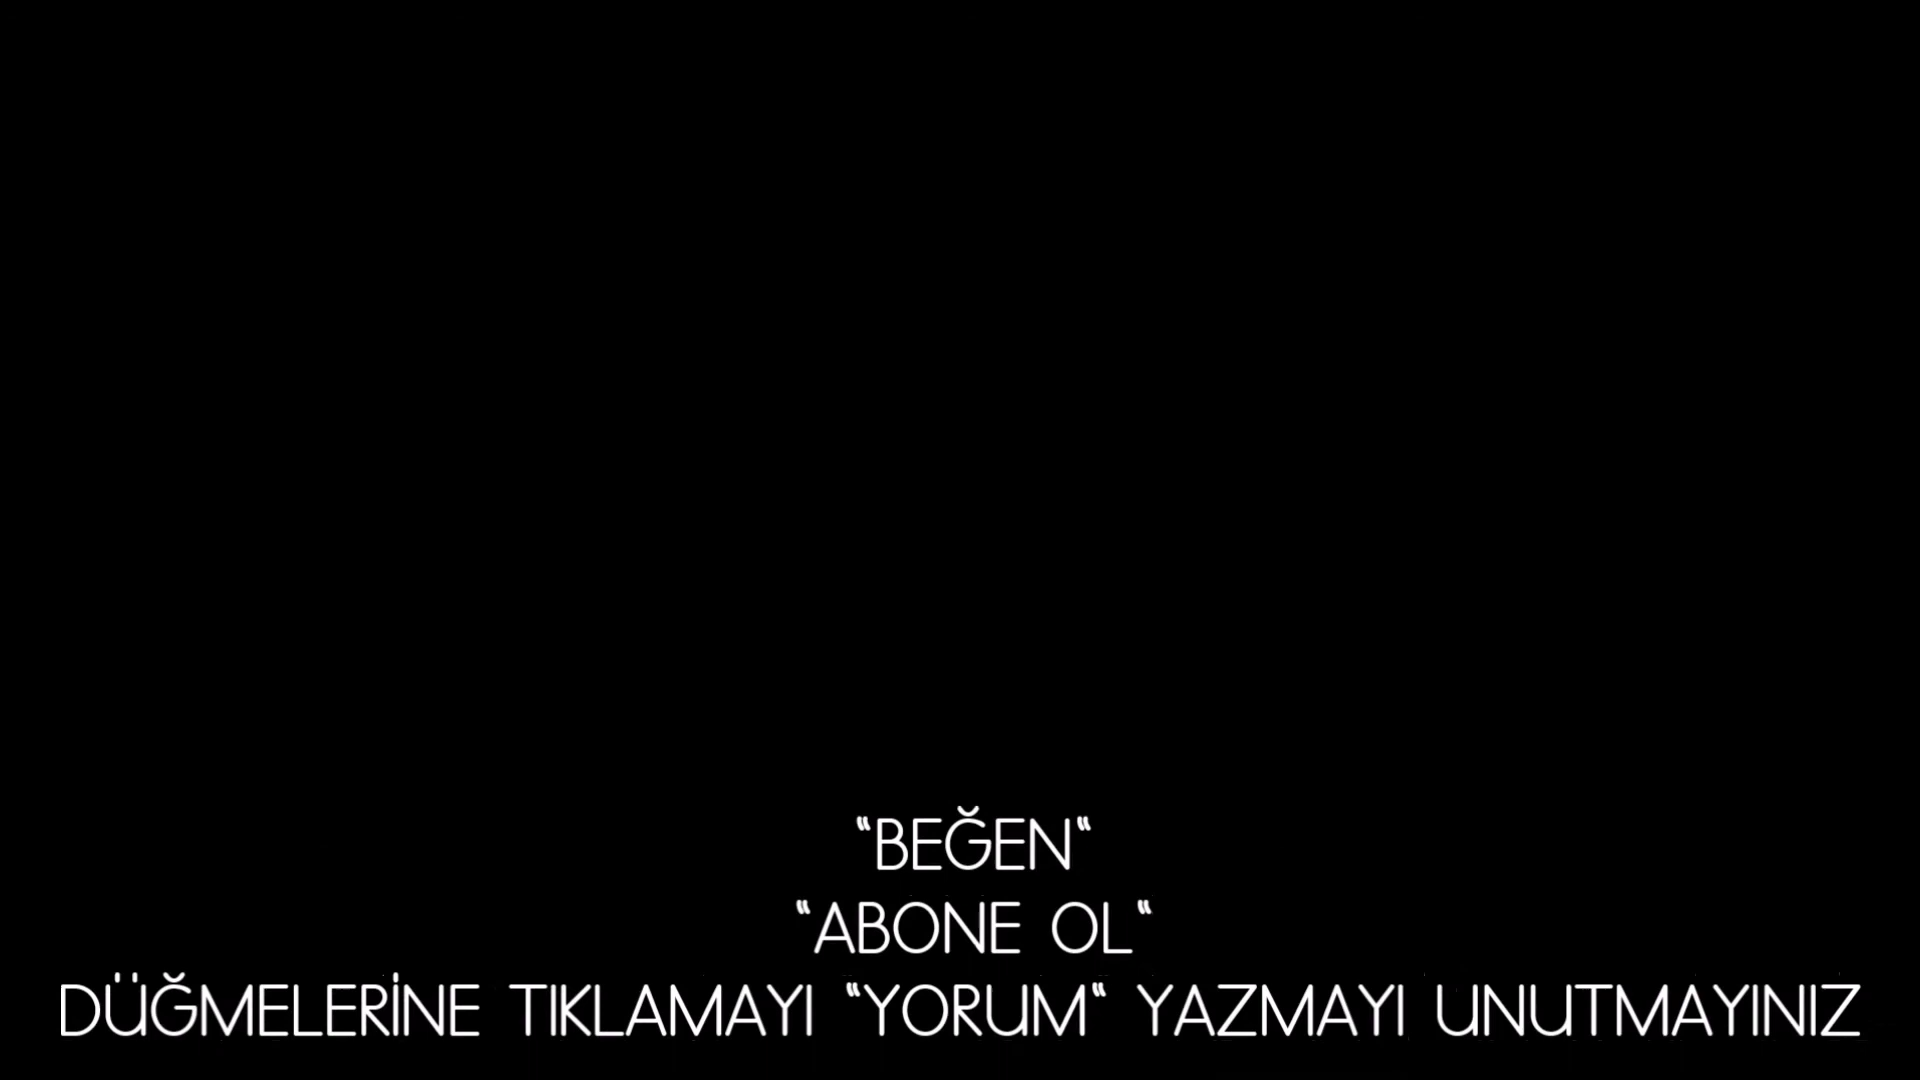 “BEĞEN“
“ABONE OL“
DÜĞMELERİNE TIKLAMAYI “YORUM“ YAZMAYI UNUTMAYINIZ